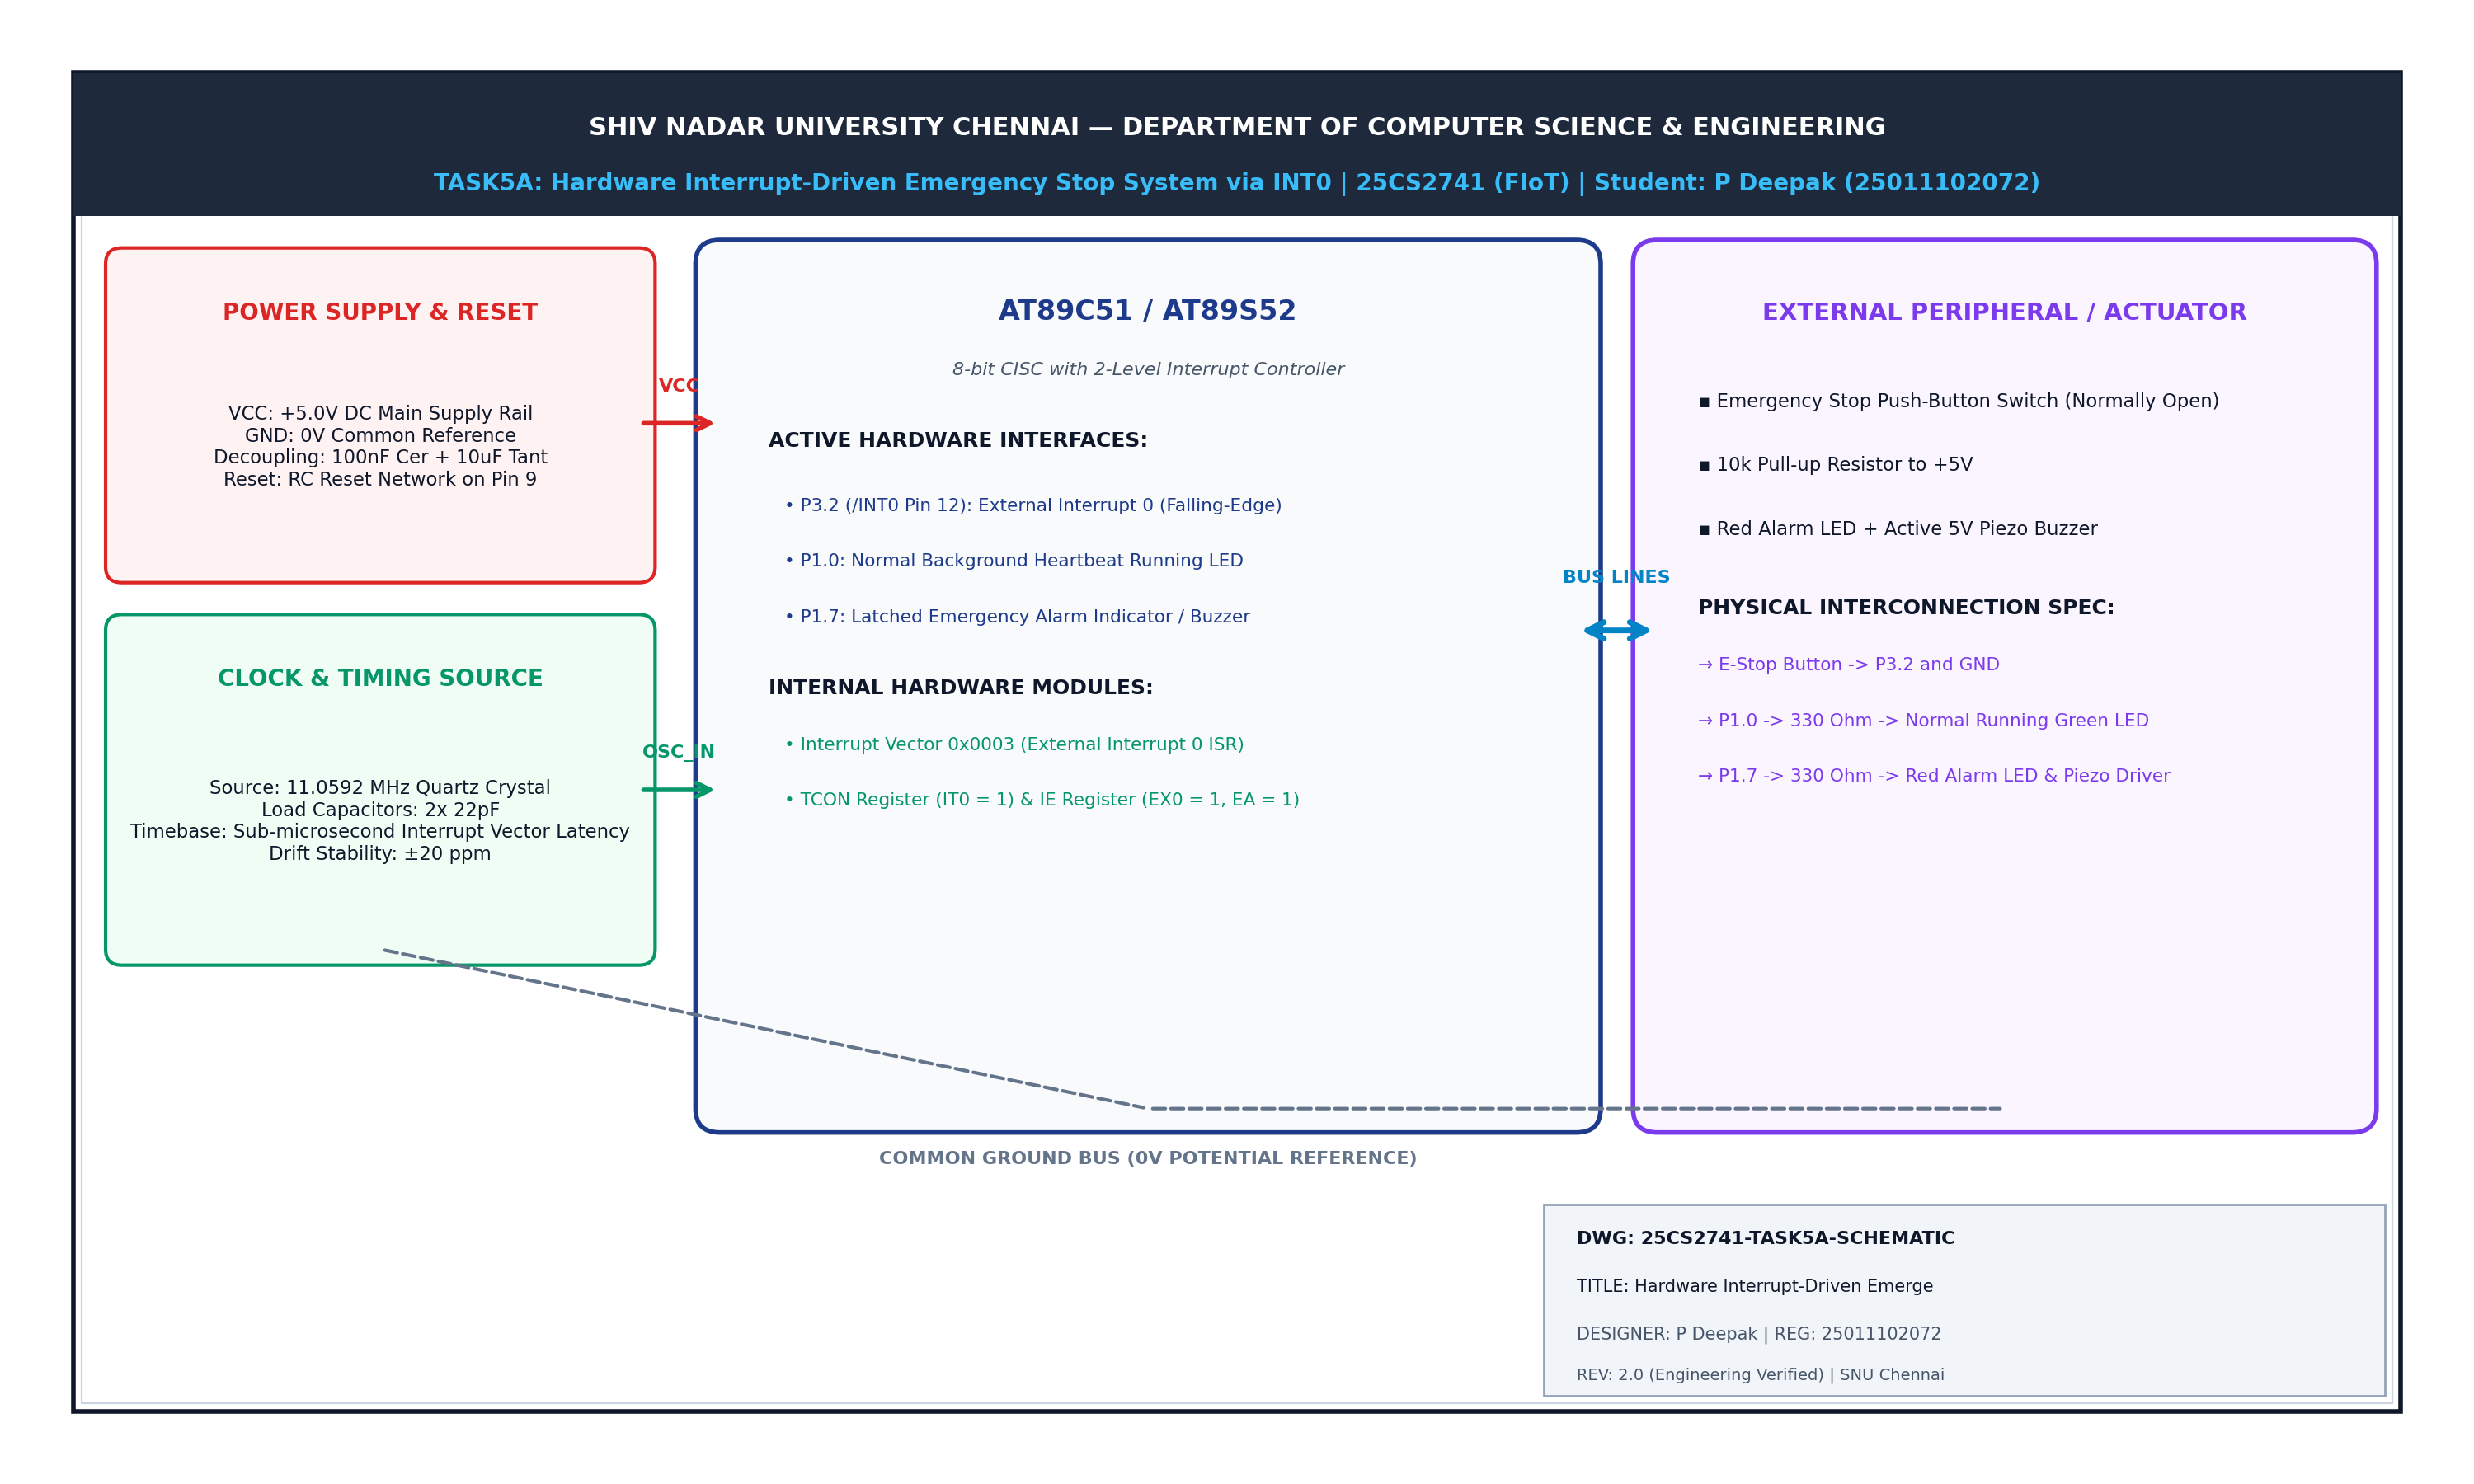 SHIV NADAR UNIVERSITY CHENNAI — DEPARTMENT OF COMPUTER SCIENCE & ENGINEERING
TASK5A: Hardware Interrupt-Driven Emergency Stop System via INT0 | 25CS2741 (FIoT) | Student: P Deepak (25011102072)
POWER SUPPLY & RESET
VCC: +5.0V DC Main Supply Rail
GND: 0V Common Reference
Decoupling: 100nF Cer + 10uF Tant
Reset: RC Reset Network on Pin 9
VCC
CLOCK & TIMING SOURCE
Source: 11.0592 MHz Quartz Crystal
Load Capacitors: 2x 22pF
Timebase: Sub-microsecond Interrupt Vector Latency
Drift Stability: ±20 ppm
OSC_IN
AT89C51 / AT89S52
8-bit CISC with 2-Level Interrupt Controller
ACTIVE HARDWARE INTERFACES:
• P3.2 (/INT0 Pin 12): External Interrupt 0 (Falling-Edge)
• P1.0: Normal Background Heartbeat Running LED
• P1.7: Latched Emergency Alarm Indicator / Buzzer
INTERNAL HARDWARE MODULES:
• Interrupt Vector 0x0003 (External Interrupt 0 ISR)
• TCON Register (IT0 = 1) & IE Register (EX0 = 1, EA = 1)
BUS LINES
EXTERNAL PERIPHERAL / ACTUATOR
▪ Emergency Stop Push-Button Switch (Normally Open)
▪ 10k Pull-up Resistor to +5V
▪ Red Alarm LED + Active 5V Piezo Buzzer
PHYSICAL INTERCONNECTION SPEC:
→ E-Stop Button -> P3.2 and GND
→ P1.0 -> 330 Ohm -> Normal Running Green LED
→ P1.7 -> 330 Ohm -> Red Alarm LED & Piezo Driver
COMMON GROUND BUS (0V POTENTIAL REFERENCE)
DWG: 25CS2741-TASK5A-SCHEMATIC
TITLE: Hardware Interrupt-Driven Emerge
DESIGNER: P Deepak | REG: 25011102072
REV: 2.0 (Engineering Verified) | SNU Chennai